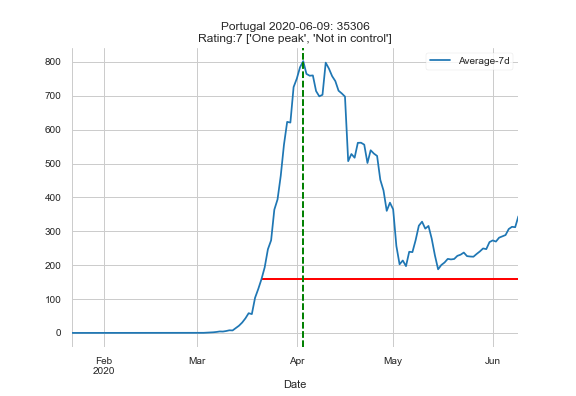 Portugal 2020-06-09: 35306
Rating:7 ['One peak', 'Not in control']
Average-7d
800
700
600
500
400
300
200
100
0
Feb
2020
Mar
Apr
May
Jun
Date